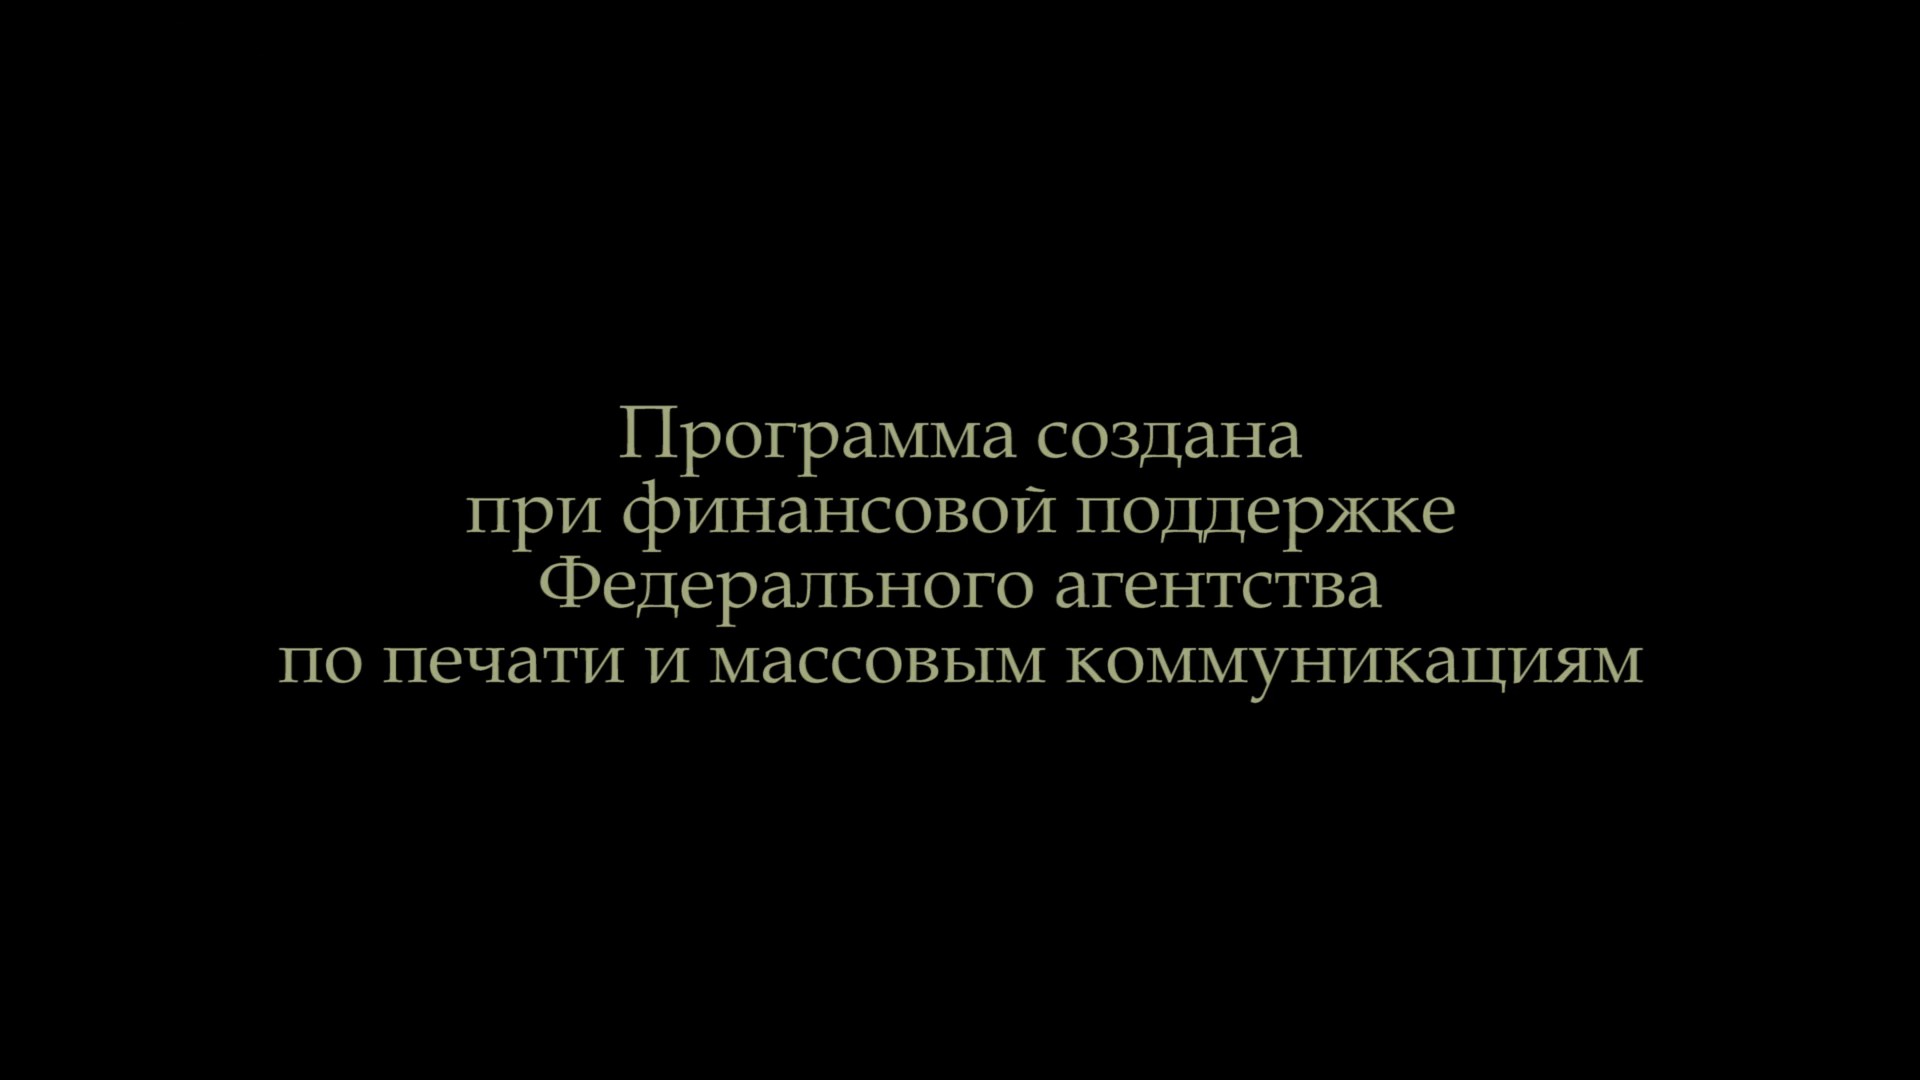 Программа создана
при финансовой поддержке
Федерального агентства
по печати и массовым коммуникациям